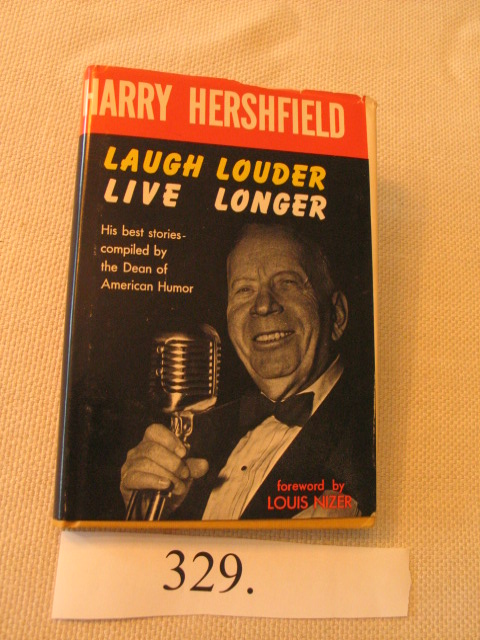 HARRY HERSHFIELD
LAUGH LOUDER
LIVE LONGER
His best stories-
compiled by
the Dean of
American Humor
foreword by
LOUIS NIZER
329.